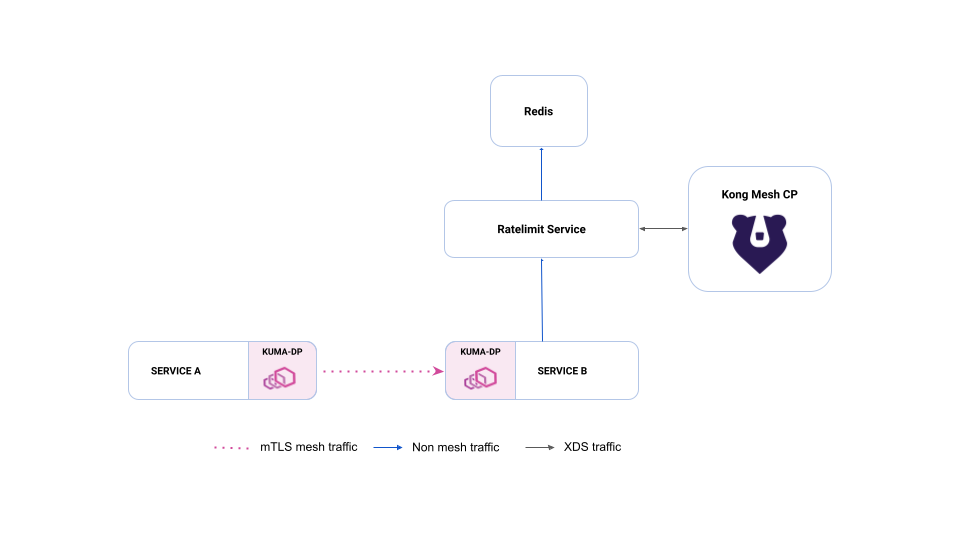 Redis
Kong Mesh CP
Ratelimit Service
KUMA-DP
SERVICE A
KUMA-DP
SERVICE B
mTLS mesh traffic
Non mesh traffic
XDS traffic